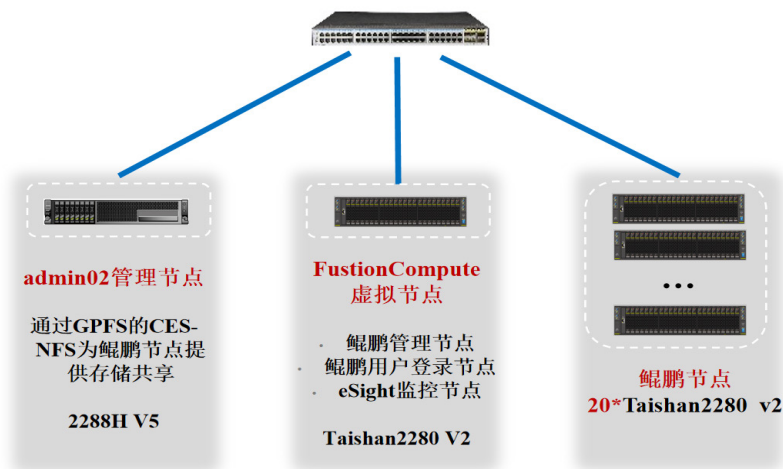 admin02管理节点
通过GPFS的CES-
NFS为鲲鹏节点提
供存储共享
2288H V5
FustionCompute
虚拟节点
· 鲲鹏管理节点
· 鲲鹏用户登录节点
· eSight监控节点
Taishan2280 V2
...
鲲鹏节点
20*Taishan2280 v2